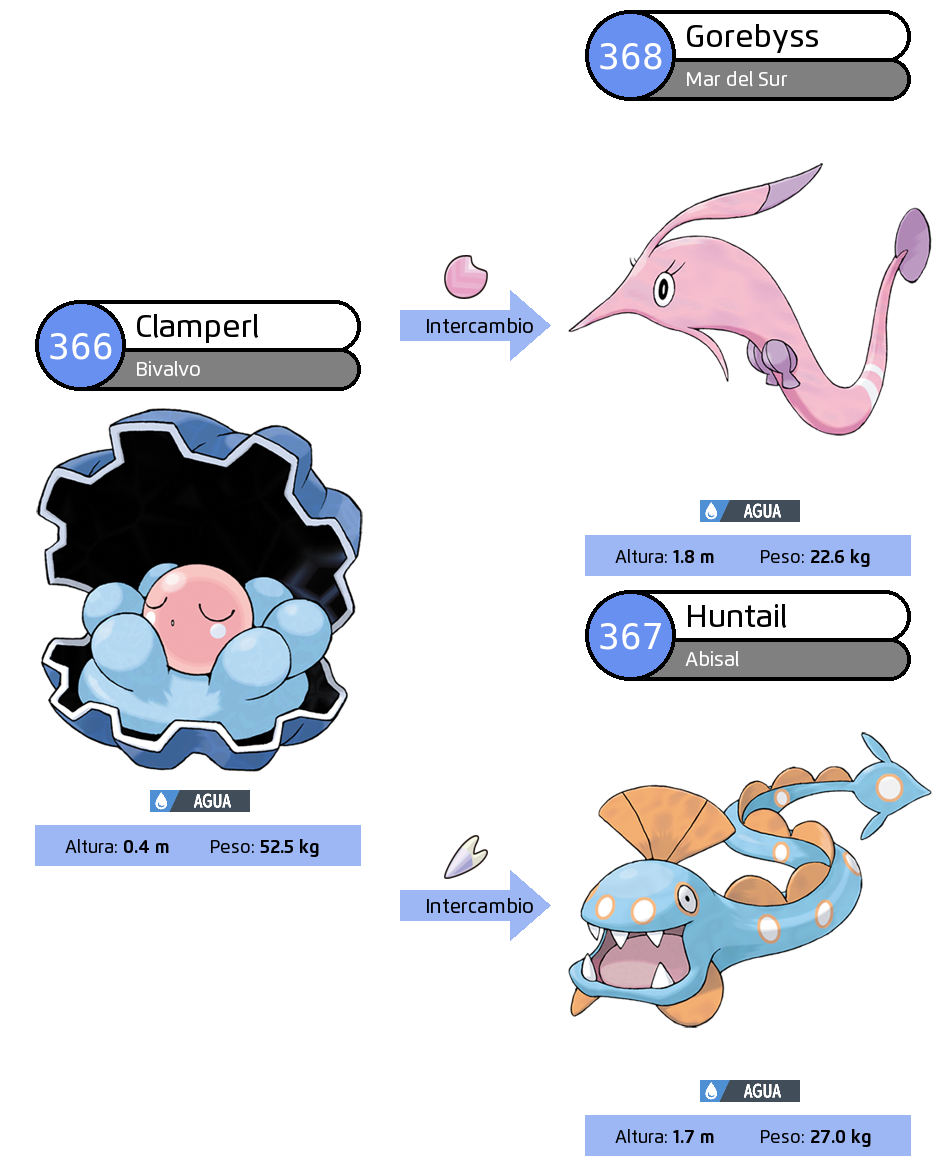 368
Gorebyss
Mar del Sur
Intercambio
366
Clamperl
Bivalvo
AGUA
Altura: 1.8 m Peso: 22.6 kg
367
Huntail
Abisal
AGUA
Altura: 0.4 m Peso: 52.5 kg
Intercambio
AGUA
Altura: 1.7 m Peso: 27.0 kg